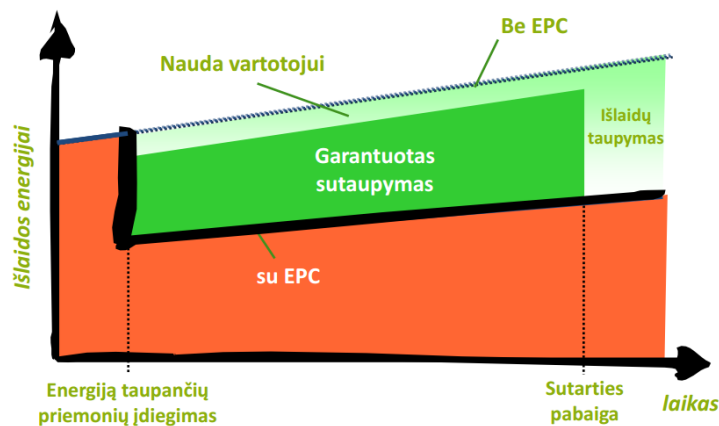 Be EPC
Nauda vartotojui
Išlaidų
taupymas
Garantuotas
sutaupymas
Išlaidos energijai
su EPC
Energiją taupančių
priemonių įdiegimas
Sutarties
pabaiga
laikas